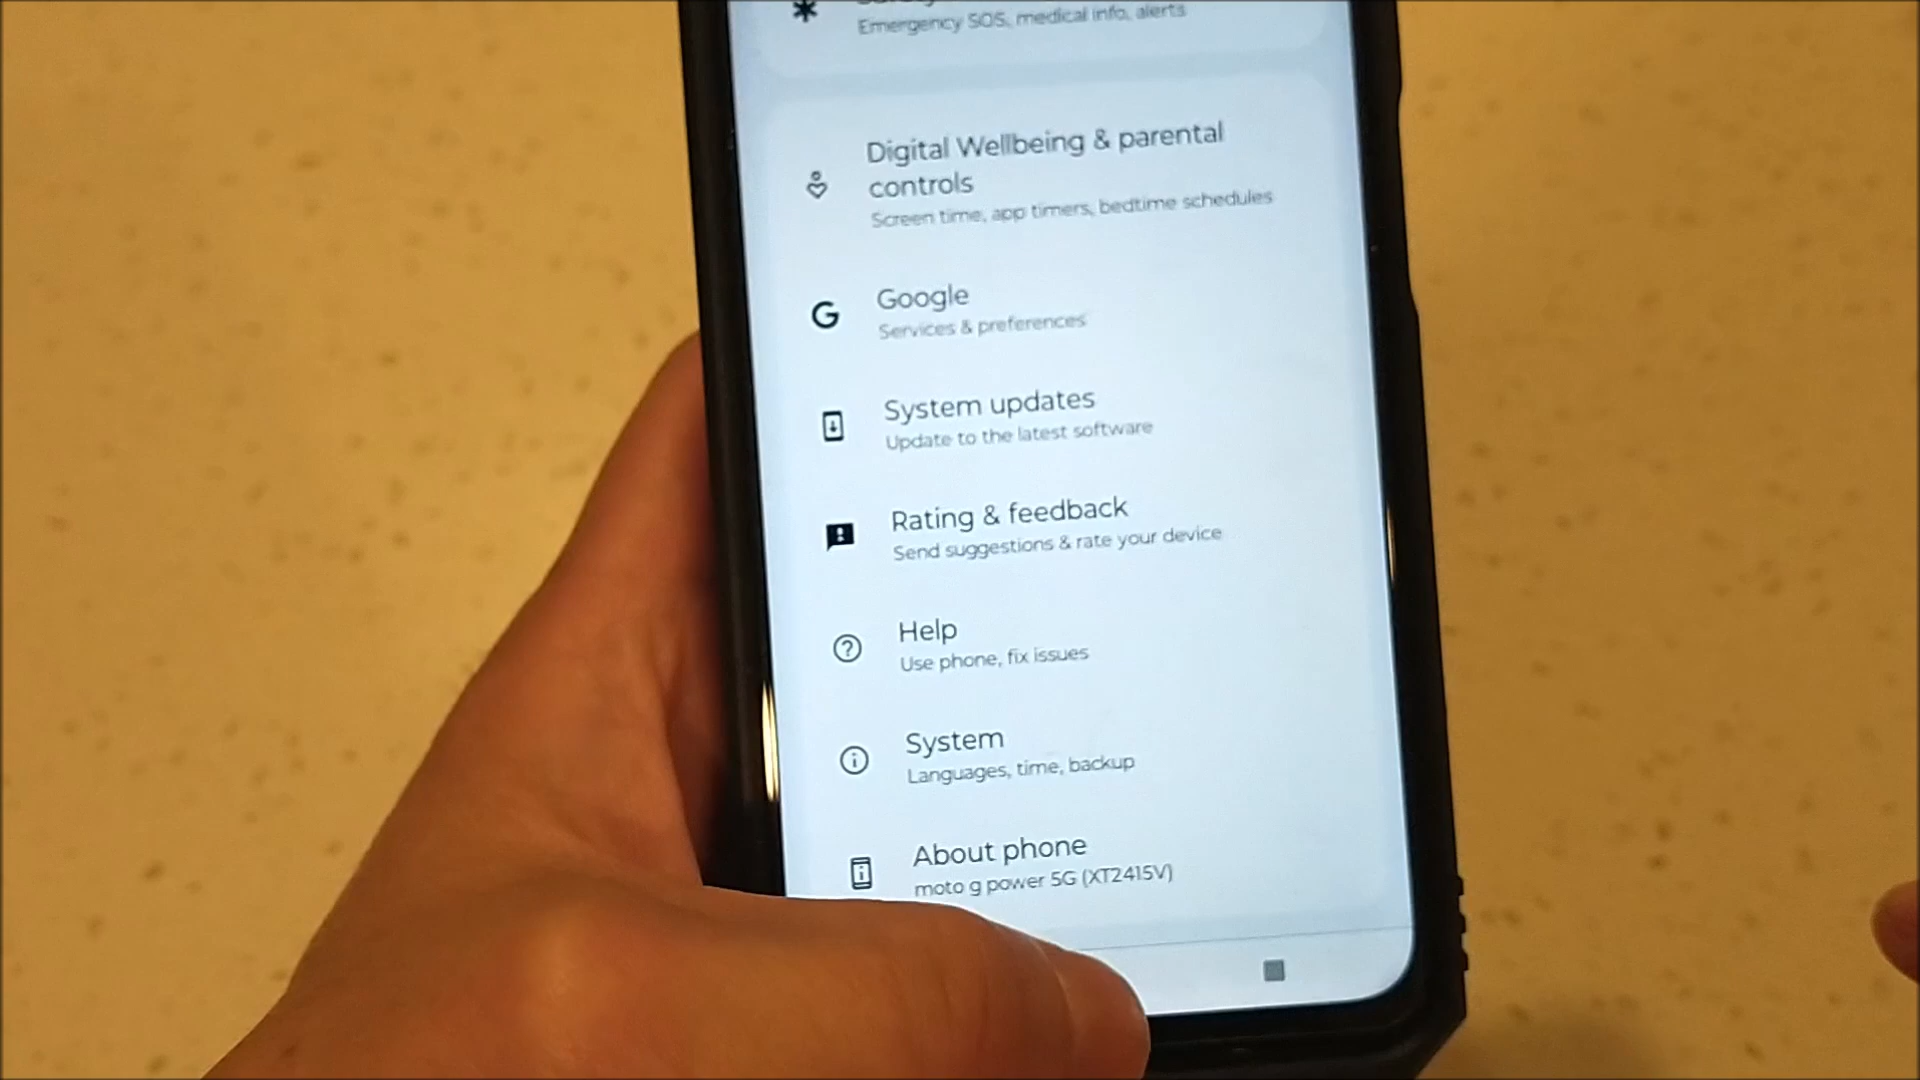 Emergency SOS, medical info, alerts
Digital Wellbeing & parental
controls
Screen time, app timers, bedtime schedules
G
Google
Services & preferences
System updates
Update to the latest software
Rating & feedback
Send suggestions & rate your device
Help
Use phone, fix issues
System
Languages, time, backup
About phone
moto g power 5G (XT2415V)